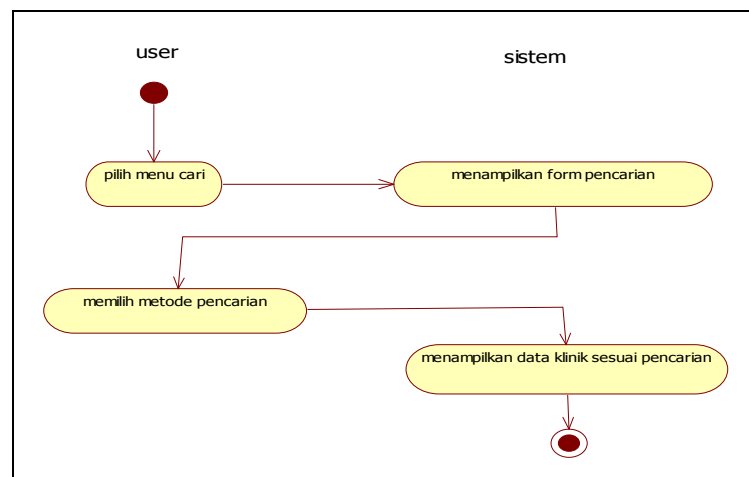 user
sistem
pilih menu cari
menampilkan form pencarian
memilih metode pencarian
menampilkan data klinik sesuai pencarian